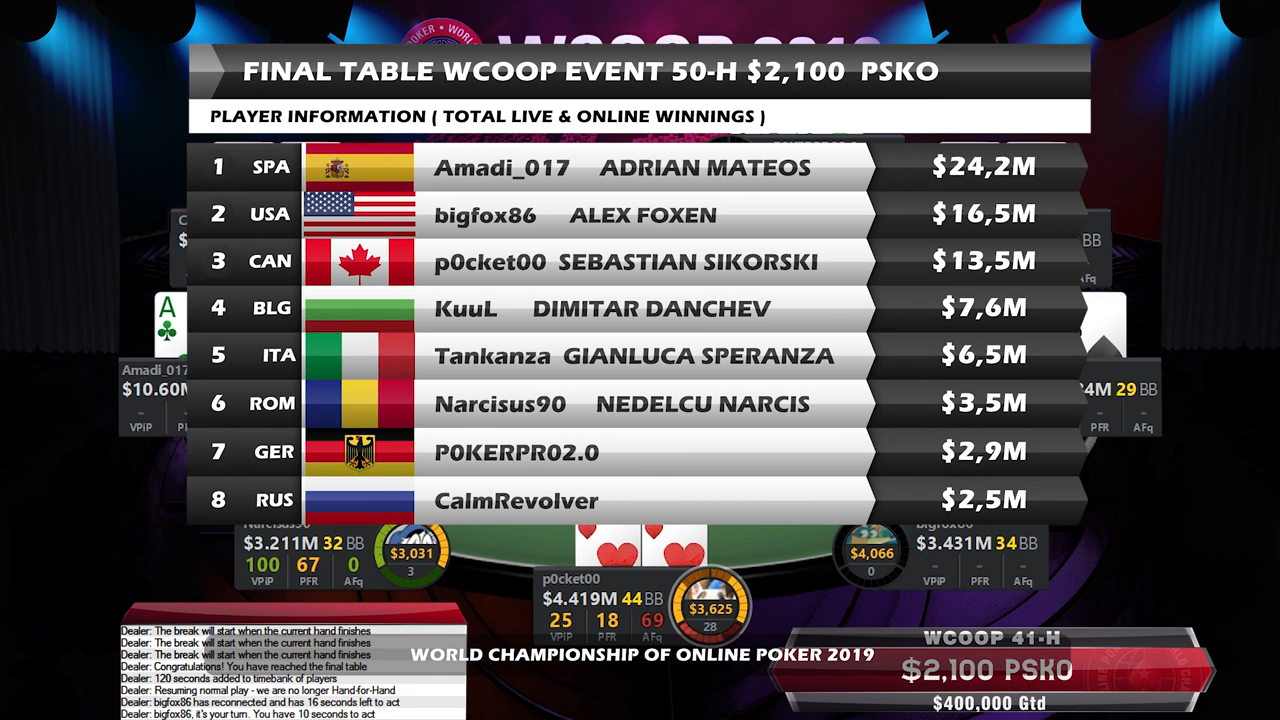 FINAL TABLE WCOOP EVENT 50-H $2,100 PSKO
PLAYER INFORMATION ( TOTAL LIVE & ONLINE WINNINGS )
1 SPA Amadi_017 ADRIAN MATEOS $24,2M
2 USA bigfox86 ALEX FOXEN $16,5M
3 CAN p0cket00 SEBASTIAN SIKORSKI $13,5M
4 BLG KuuL DIMITAR DANCHEV $7,6M
5 ITA Tankanza GIANLUCA SPERANZA $6,5M
6 ROM Narcisus90 NEDELCU NARCIS $3,5M
7 GER P0KERPR02.0 $2,9M
8 RUS CalmRevolver $2,5M
BB
AFq
A
Amadi_017
$10.60M
VPiP
4M 29 BB
PFR AFq
$3.211M 32 BB
100 67 0
VPiP PFR AFq
$3,031
3
$4,066
0
$3.431M 34 BB
VPiP PFR AFq
p0cket00
$4.419M 44 BB
25 18 69
VPiP PFR AFq
$3,625
28
Dealer: The break will start when the current hand finishes
Dealer: The break will start when the current hand finishes
Dealer: The break will start when the current hand finishes
Dealer: Congratulations! You have reached the final table
Dealer: 120 seconds added to timebank of players
Dealer: Resuming normal play - we are no longer Hand-for-Hand
Dealer: bigfox86 has reconnected and has 16 seconds left to act
Dealer: bigfox86, it's your turn. You have 10 seconds to act
WORLD CHAMPIONSHIP OF ONLINE POKER 2019
WCOOP 41-H
$2,100 PSKO
$400,000 Gtd